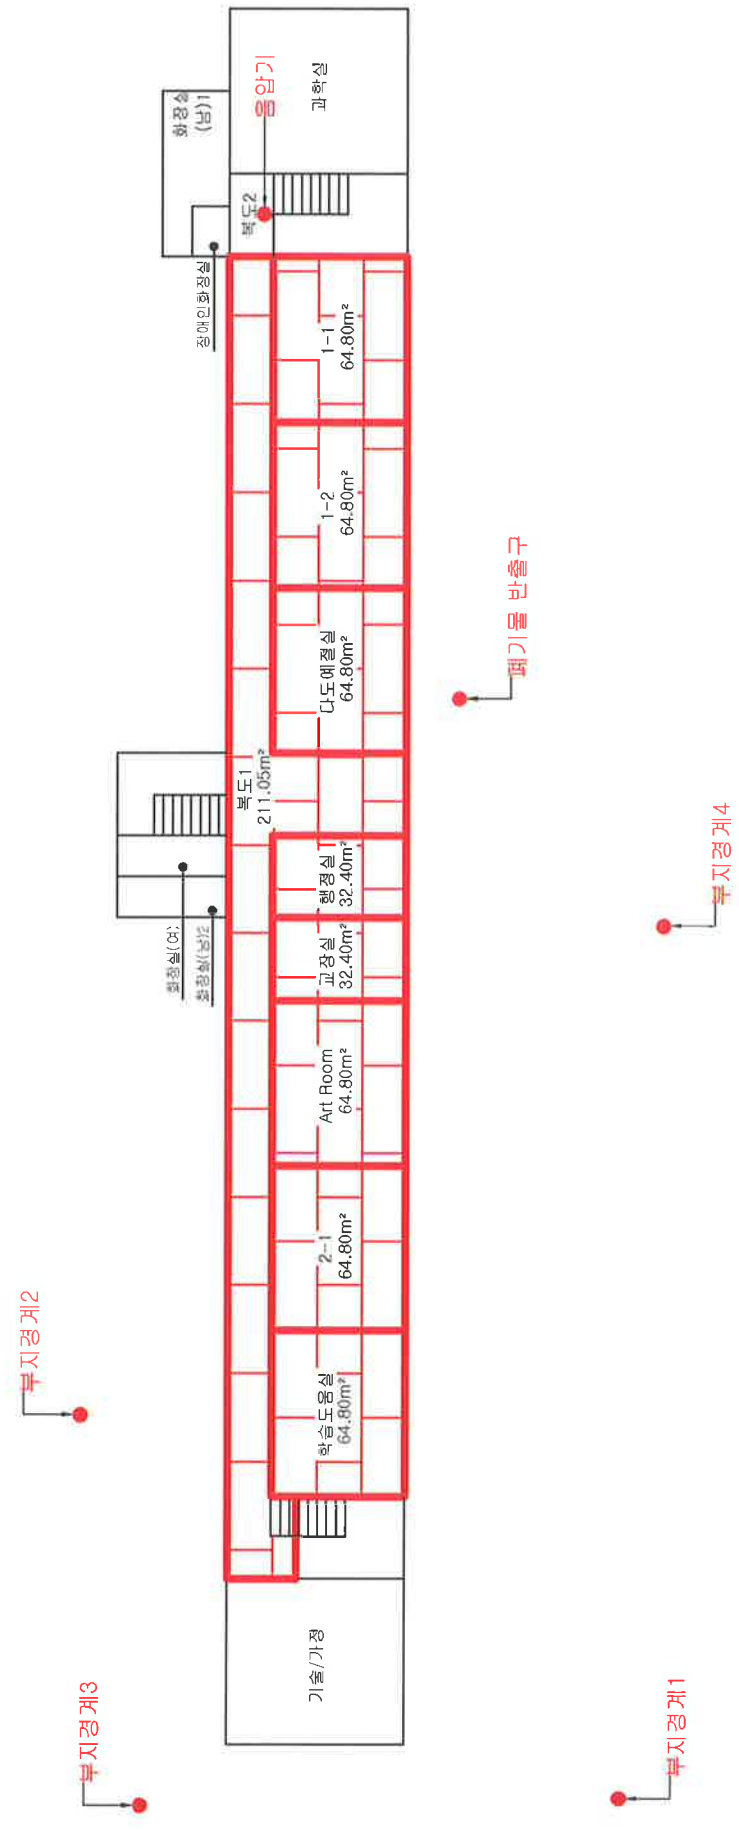 음압기
과학실
화장실
(남)1
복도2
장애인화장실
1-1
64.80m²
1-2
64.80m²
다도예절실
64.80m²
폐기물 반출구
복도1
211.05m²
행정실
32.40m²
교장실
32.40m²
부지경계4
화장실(여)
화장실(남)2
Art Room
64.80m²
2-1
64.80m²
학습도움실
64.80m²
부지경계2
기술/가정
부지경계3
부지경계1